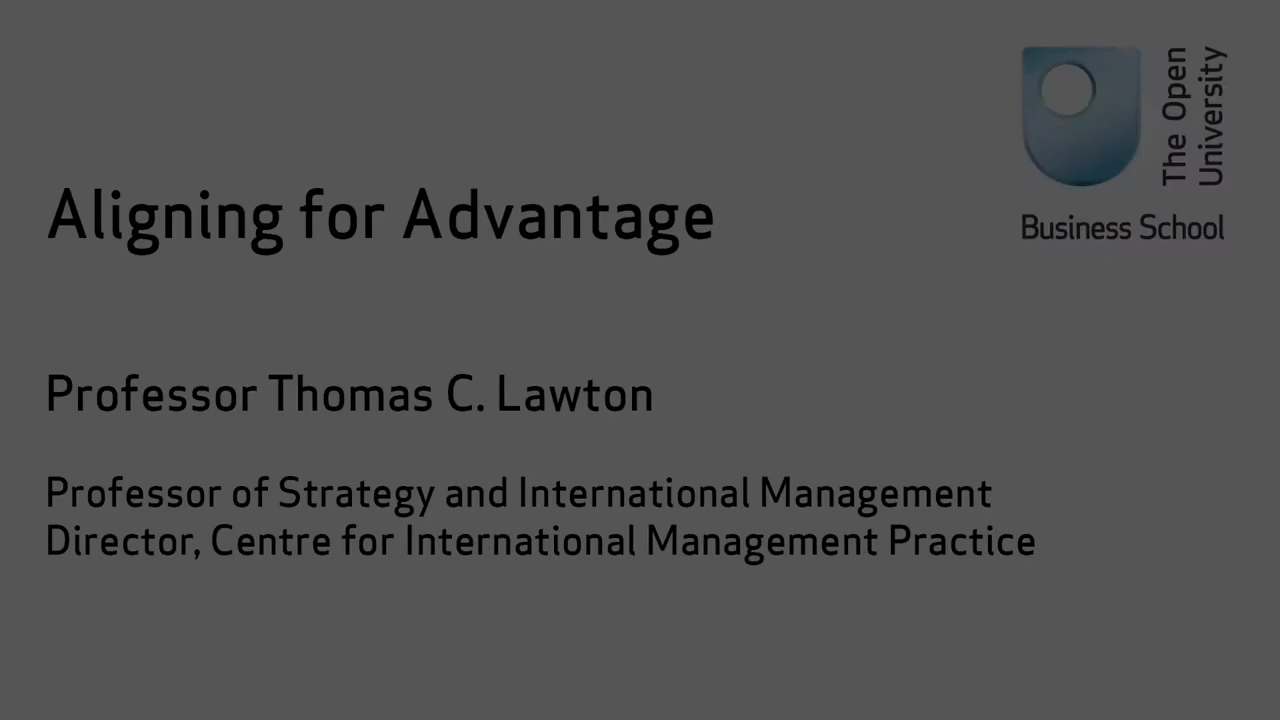 The Open
University
Business School
Aligning for Advantage
Professor Thomas C. Lawton
Professor of Strategy and International Management
Director, Centre for International Management Practice